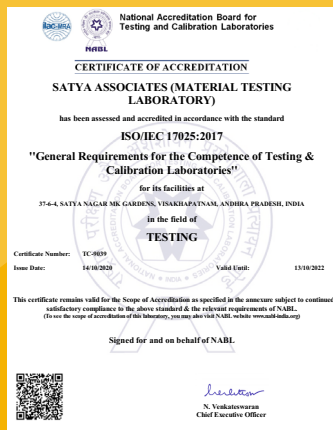 ilac-MRA
NABL
National Accreditation Board for
Testing and Calibration Laboratories
CERTIFICATE OF ACCREDITATION
SATYA ASSOCIATES (MATERIAL TESTING
LABORATORY)
has been assessed and accredited in accordance with the standard
ISO/IEC 17025:2017
"General Requirements for the Competence of Testing &
Calibration Laboratories"
for its facilities at
37-6-4, SATYA NAGAR MK GARDENS, VISAKHAPATNAM, ANDHRA PRADESH, INDIA
in the field of
TESTING
Certificate Number: TC-9039
Issue Date: 14/10/2020 Valid Until: 13/10/2022
This certificate remains valid for the Scope of Accreditation as specified in the annexure subject to continued
satisfactory compliance to the above standard & the relevant requirements of NABL.
(To see the scope of accreditation of this laboratory, you may also visit NABL website www.nabl-india.org)
Signed for and on behalf of NABL
N. Venkateswaran
Chief Executive Officer